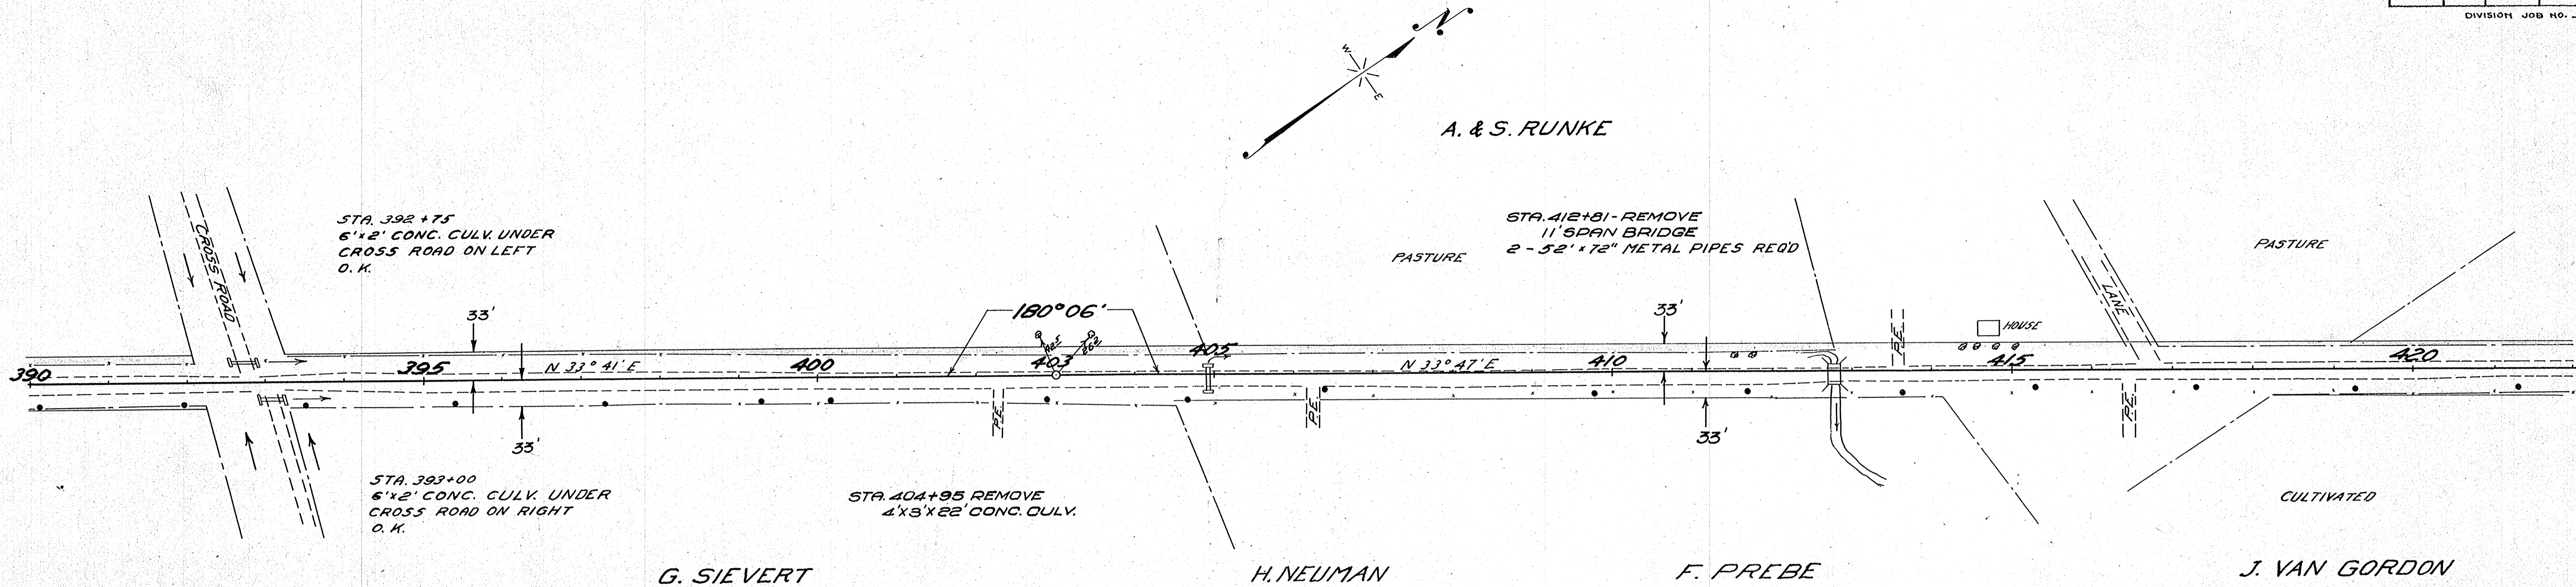 DIVISION JOB NO.
N
W
E
A. & S. RUNKE
STA. 392+75
6'x2' CONC. CULV. UNDER
CROSS ROAD ON LEFT
O.K.
STA. 412+81-REMOVE
11' SPAN BRIDGE
2-52'x72" METAL PIPES REQD
PASTURE
PASTURE
CROSS ROAD
LANE
33'
180°06'
33'
HOUSE
P.E.
390
395
N 33°41'E
400
403
405
N 33°47'E
410
415
420
262
P.E.
P.E.
P.E.
33'
33'
STA. 393+00
6'x2' CONC. CULV. UNDER
CROSS ROAD ON RIGHT
O.K.
STA. 404+95 REMOVE
4'X3'X22' CONC. CULV.
CULTIVATED
G. SIEVERT
H. NEUMAN
F. PREBE
J. VAN GORDON